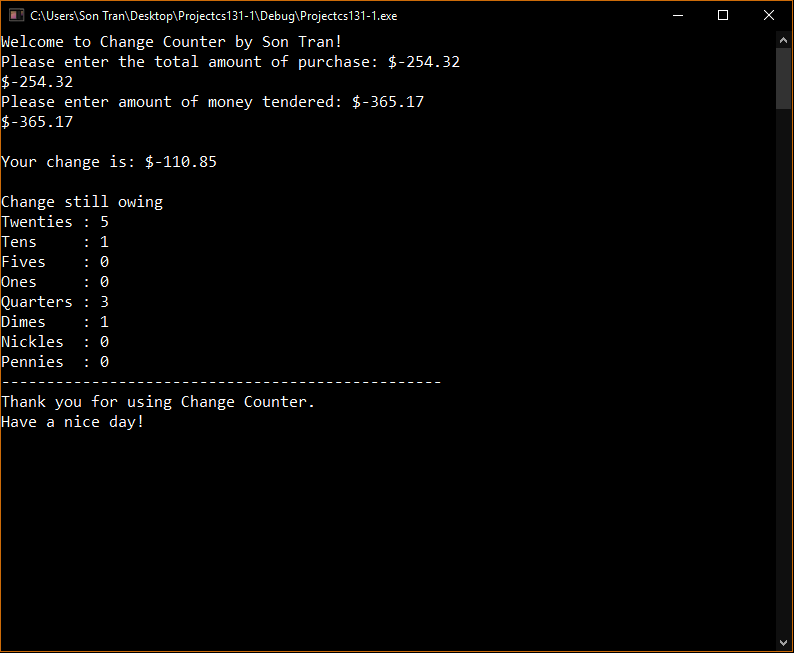 C:\Users\Son Tran\Desktop\Projectcs131-1\Debug\Projectcs131-1.exe
Welcome to Change Counter by Son Tran!
Please enter the total amount of purchase: $-254.32
$-254.32
Please enter amount of money tendered: $-365.17
$-365.17
Your change is: $-110.85
Change still owing
Twenties : 5
Tens     : 1
Fives    : 0
Ones     : 0
Quarters : 3
Dimes    : 1
Nickles  : 0
Pennies  : 0
-------------------------------------------------
Thank you for using Change Counter.
Have a nice day!